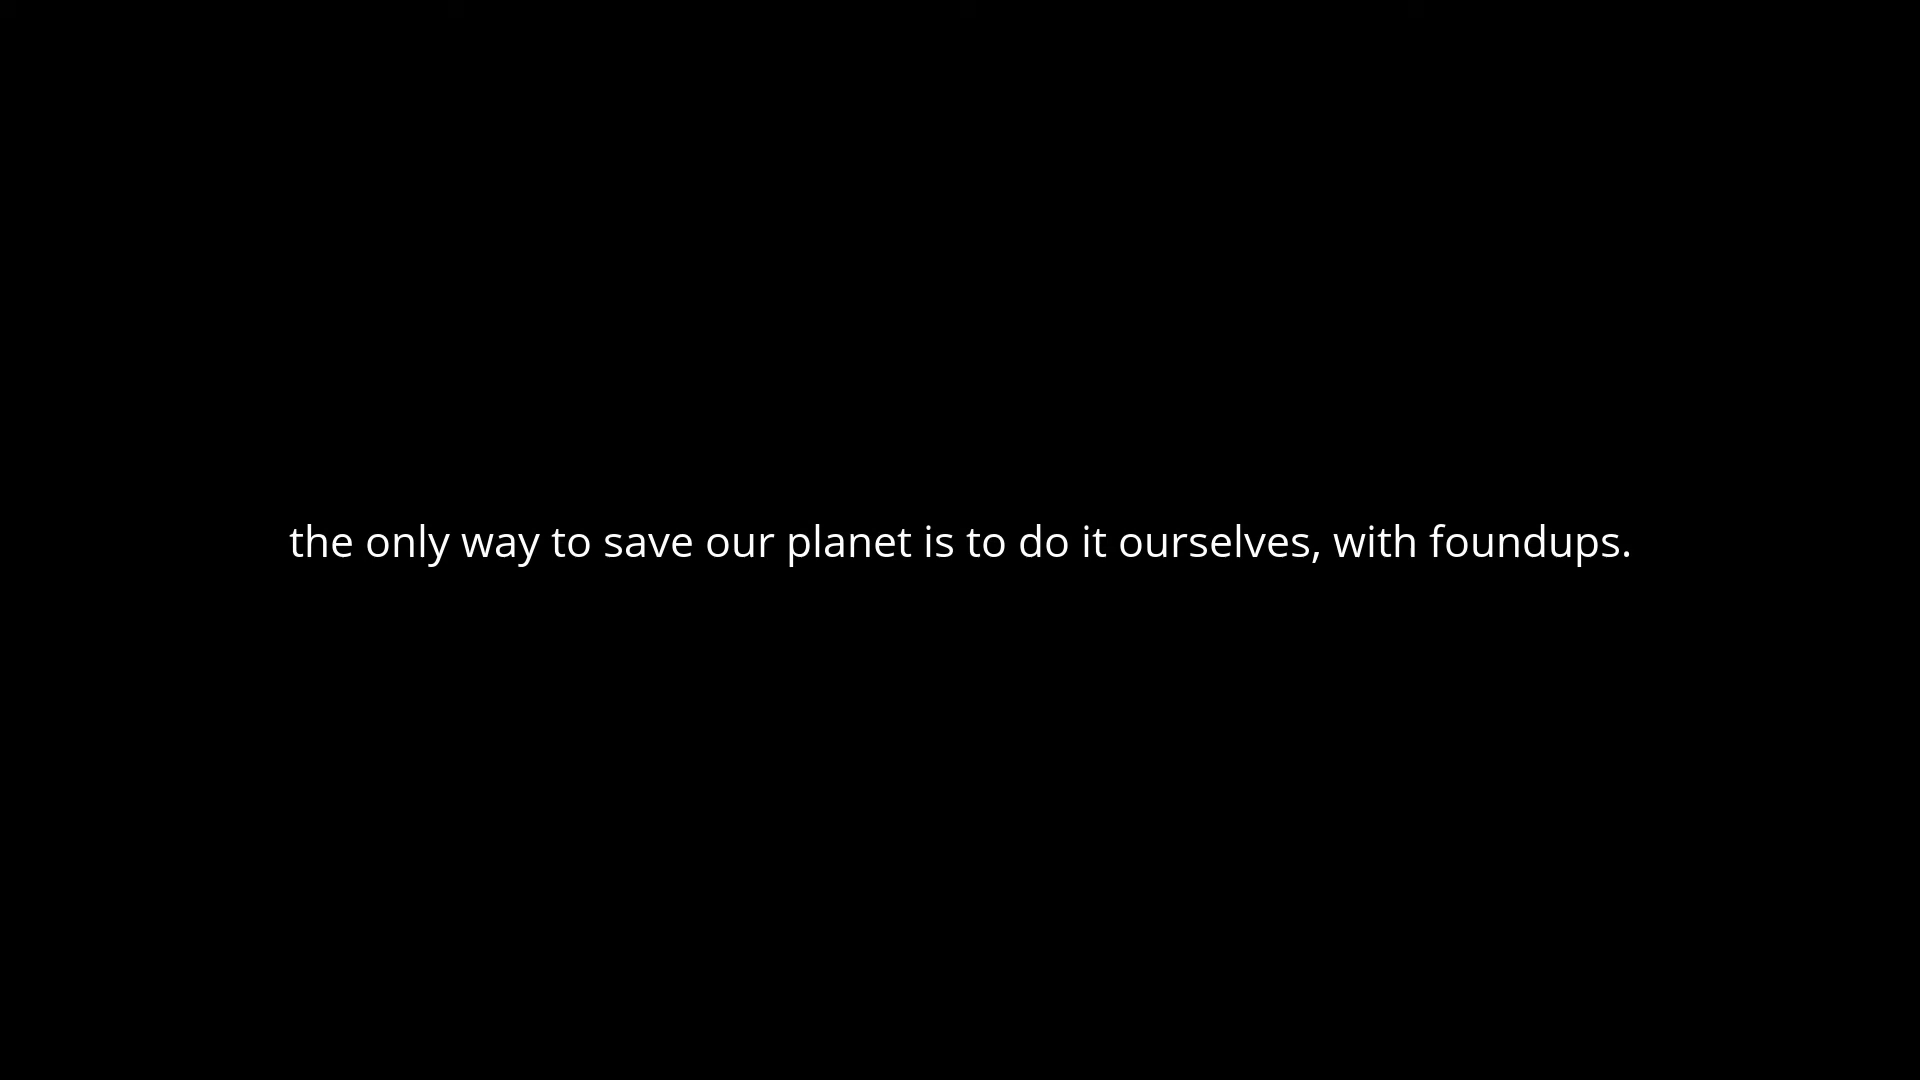 the only way to save our planet is to do it ourselves, with foundups.